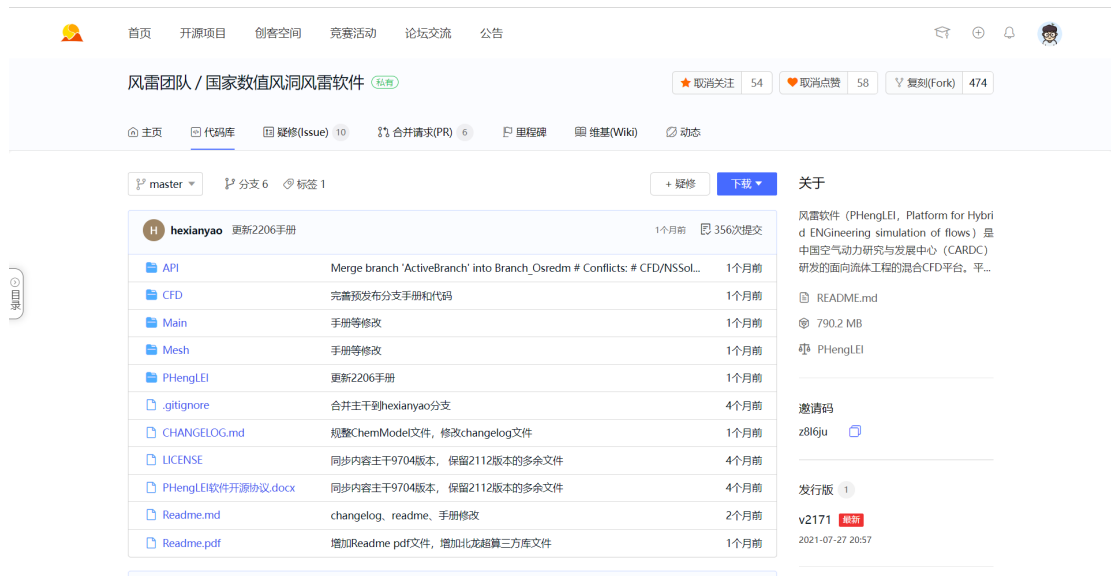 首页 开源项目 创客空间 竞赛活动 论坛交流 公告
风雷团队 / 国家数值风洞风雷软件 私有 取消关注 54 取消点赞 58 复刻(Fork) 474
主页 代码库 疑修(Issue) 10 合并请求(PR) 6 里程碑 维基(Wiki) 动态
master 分支 6 标签 1 + 疑修 下载
H hexianyao 更新2206手册 1个月前 356次提交
API Merge branch 'ActiveBranch' into Branch_Osredm # Conflicts: # CFD/NSSol... 1个月前
CFD 完善预发布分支手册和代码 1个月前
Main 手册等修改 1个月前
Mesh 手册等修改 1个月前
PHengLEI 更新2206手册 1个月前
.gitignore 合并主干到hexianyao分支 4个月前
CHANGELOG.md 规整ChemModel文件，修改changelog文件 1个月前
LICENSE 同步内容主干9704版本， 保留2112版本的多余文件 4个月前
PHengLEI软件开源协议.docx 同步内容主干9704版本， 保留2112版本的多余文件 4个月前
Readme.md changelog、readme、手册修改 2个月前
Readme.pdf 增加Readme pdf文件，增加北龙超算三方库文件 1个月前
目录
关于
风雷软件（PHengLEI，Platform for Hybri
d ENGineering simulation of flows）是
中国空气动力研究与发展中心（CARDC）
研发的面向流体工程的混合CFD平台。平...
README.md
790.2 MB
PHengLEI
邀请码
z8l6ju
发行版 1
v2171 最新
2021-07-27 20:57